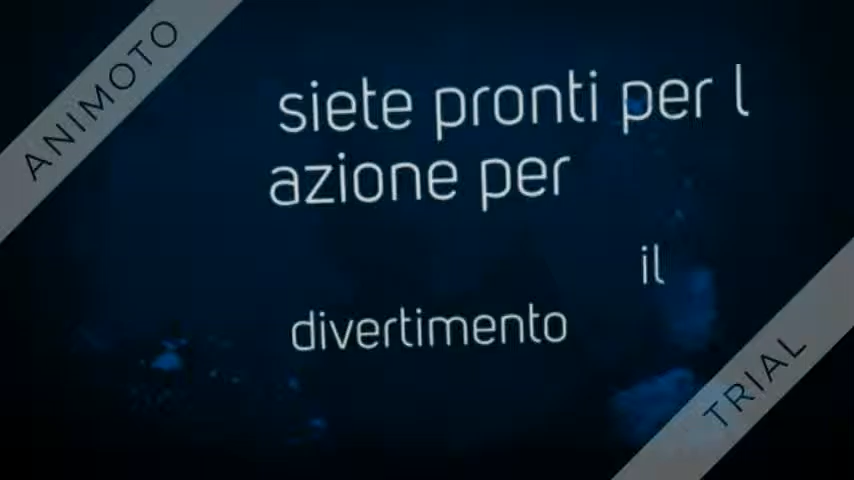 ANIMOTO
siete pronti per l
azione per
il
divertimento
TRIAL